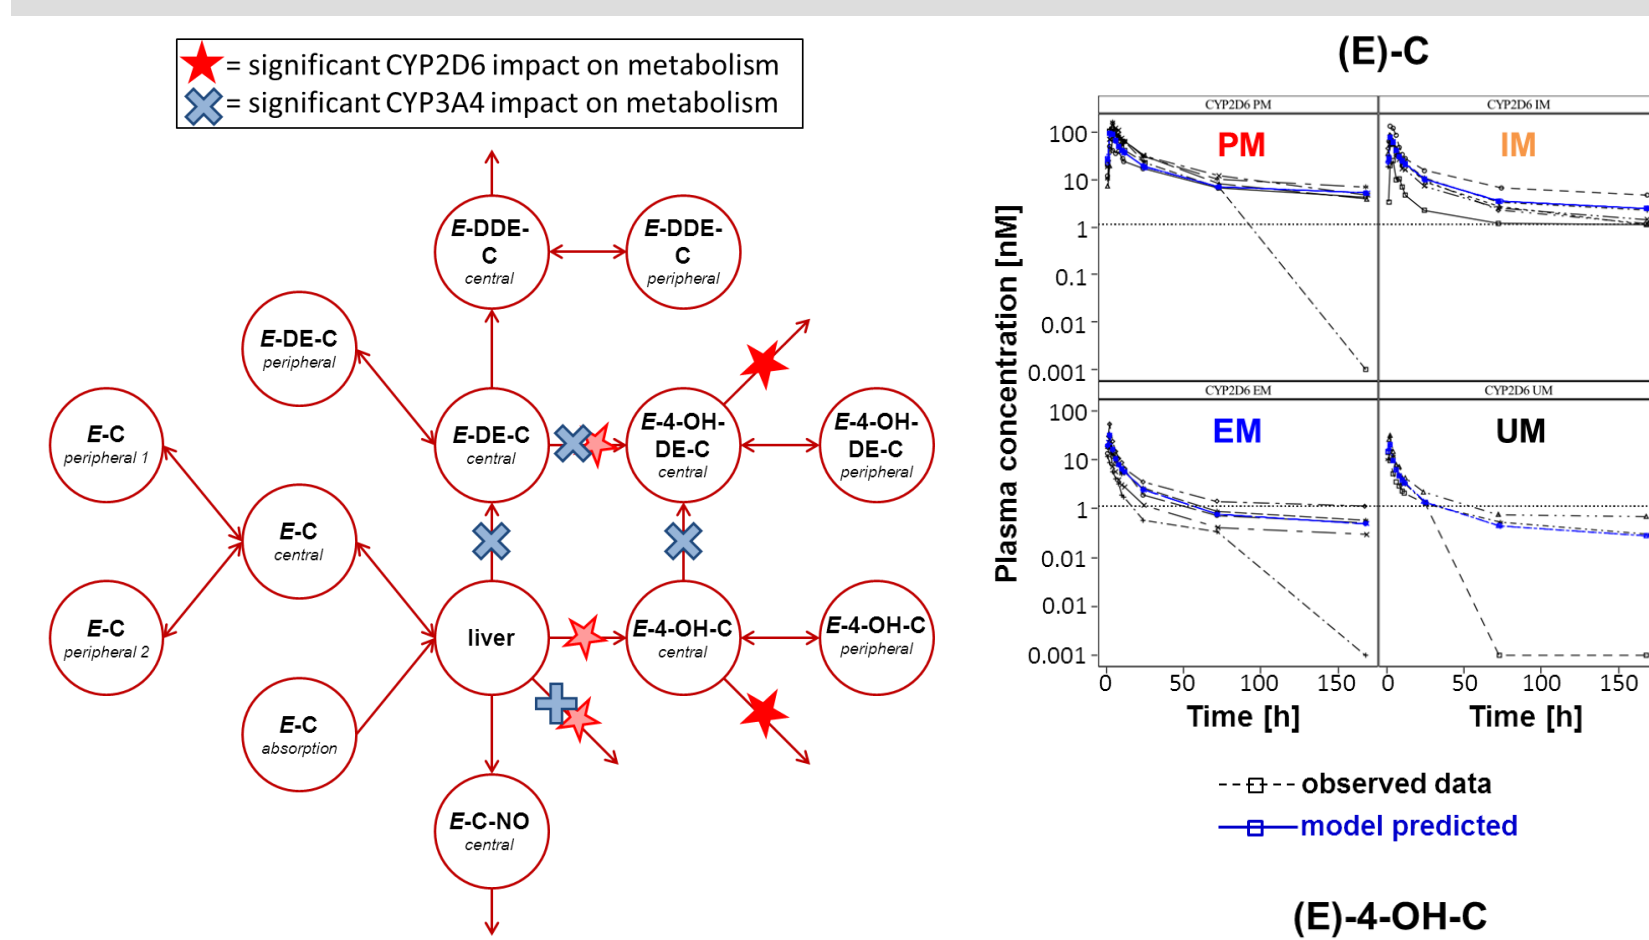 = significant CYP2D6 impact on metabolism
= significant CYP3A4 impact on metabolism
E-DDE-
C
central
E-DDE-
C
peripheral
E-DE-C
peripheral
E-C
peripheral 1
E-DE-C
central
E-4-OH-
DE-C
central
E-4-OH-
DE-C
peripheral
E-C
central
E-C
peripheral 2
liver
E-4-OH-C
central
E-4-OH-C
peripheral
E-C
absorption
E-C-NO
central
(E)-C
Plasma concentration [nM]
CYP2D6 PM
PM
CYP2D6 IM
IM
100
10
1
0.1
0.01
0.001
CYP2D6 EM
EM
CYP2D6 UM
UM
100
10
1
0.01
0.01
0.001
0
50
100
150
0
50
100
150
Time [h]
Time [h]
observed data
model predicted
(E)-4-OH-C